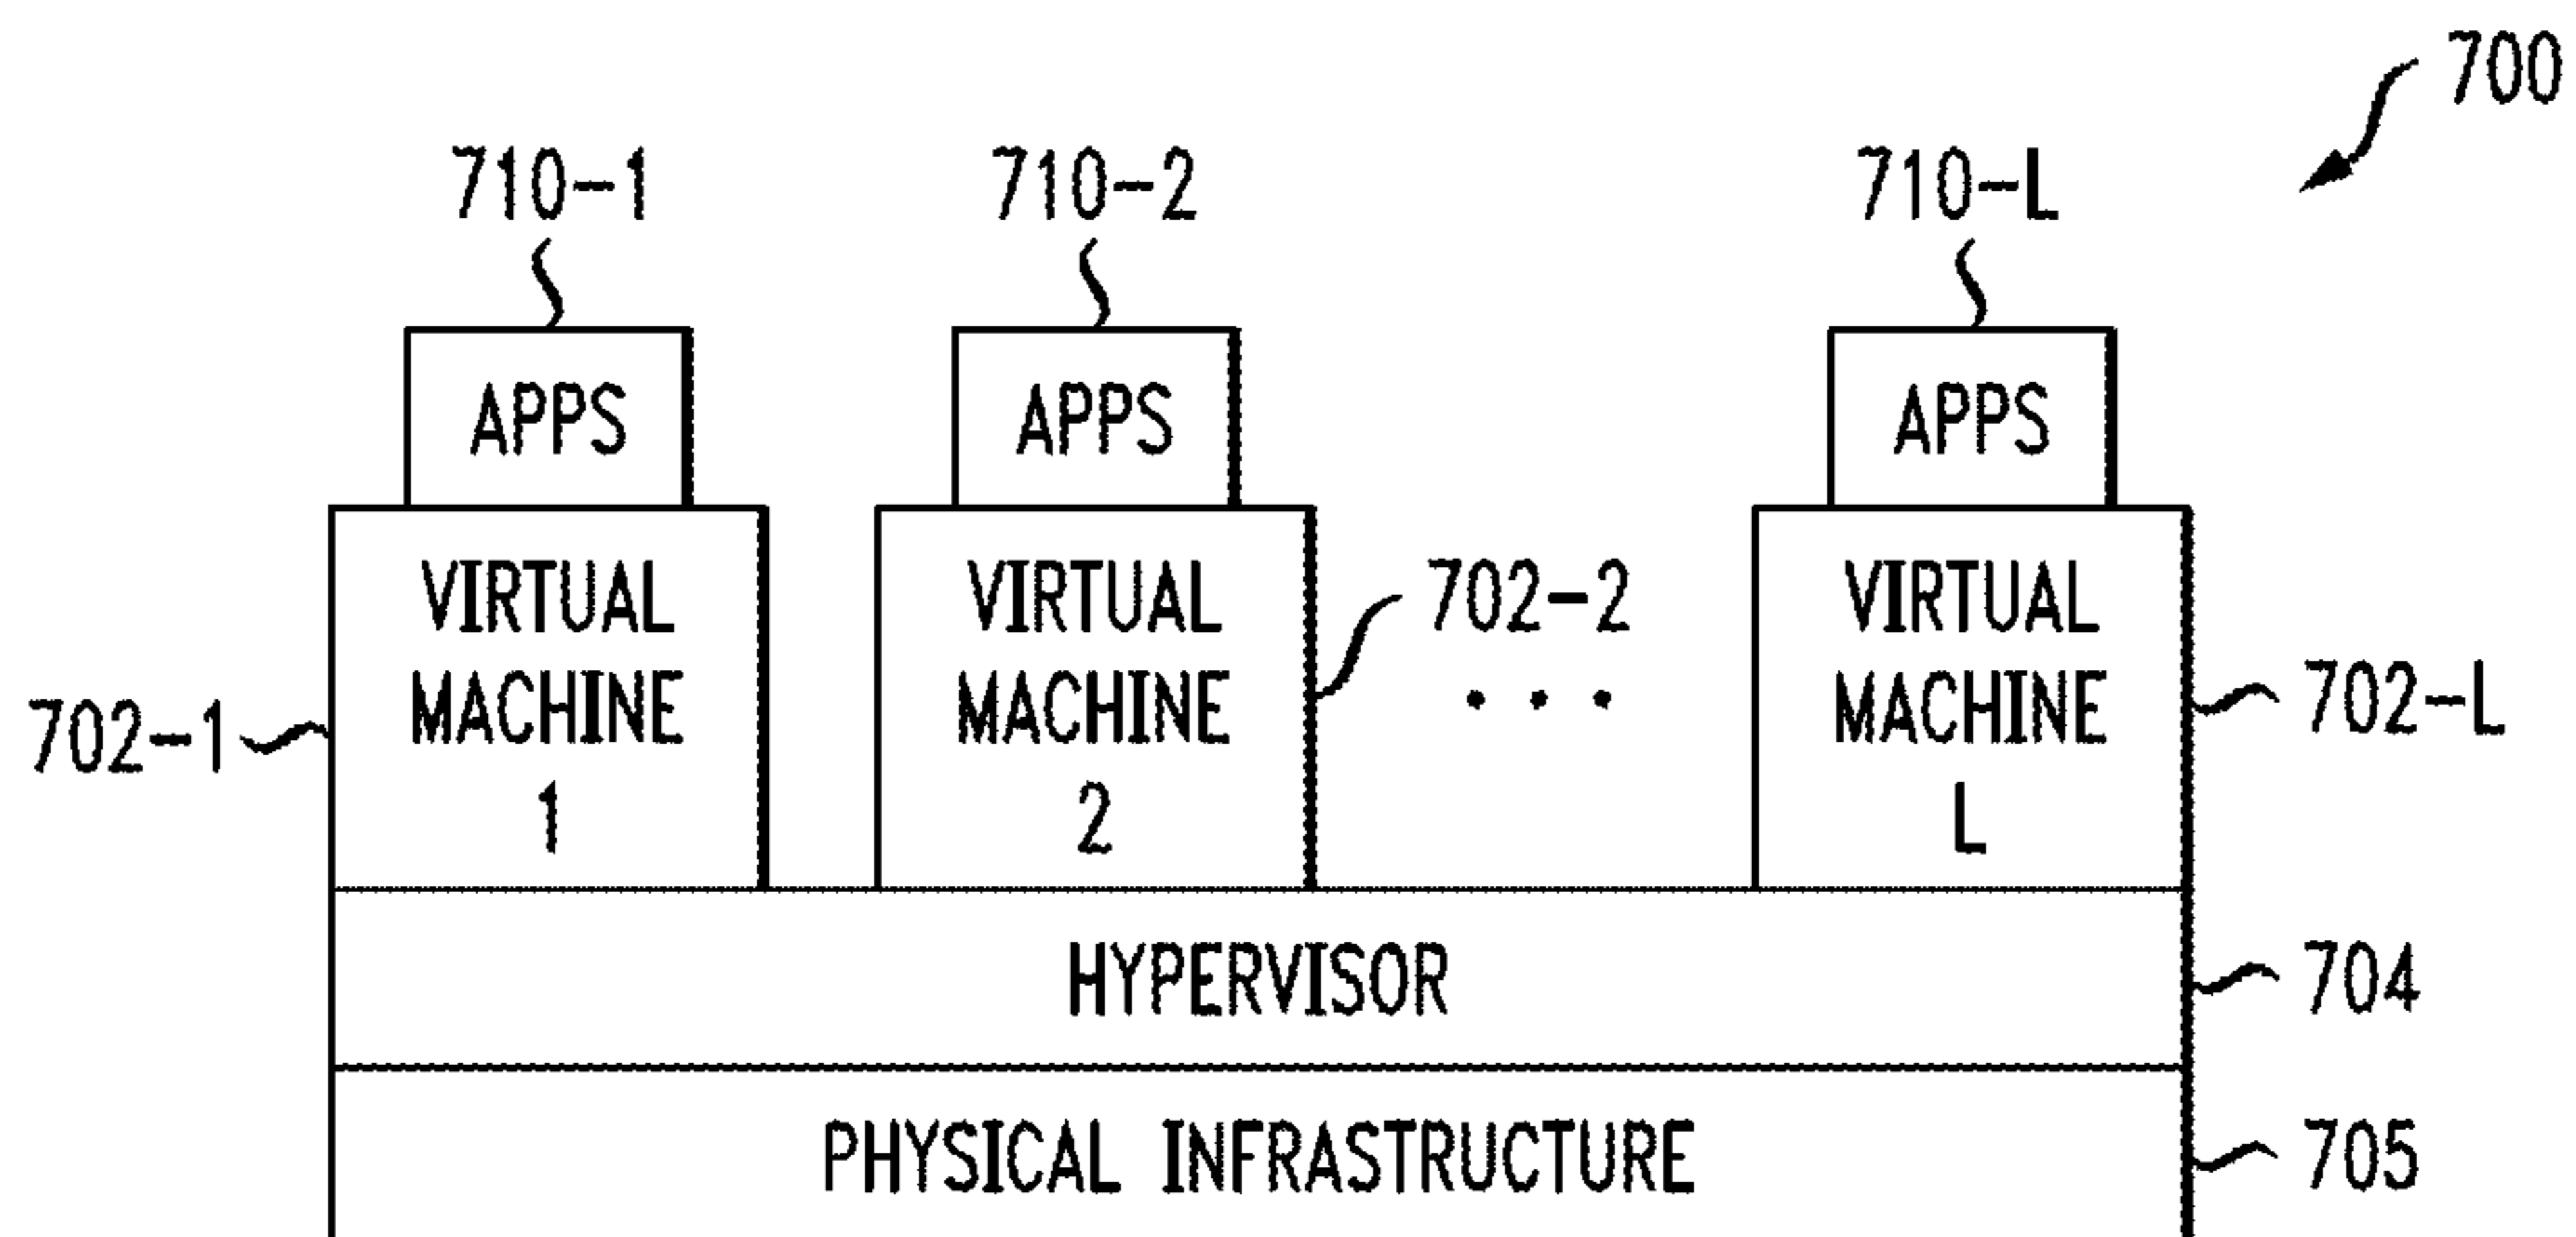 700
710-1 710-2 710-L
APPS APPS APPS
VIRTUAL MACHINE 1
VIRTUAL MACHINE 2
VIRTUAL MACHINE L
702-1
702-2
. . .
702-L
HYPERVISOR
704
PHYSICAL INFRASTRUCTURE
705